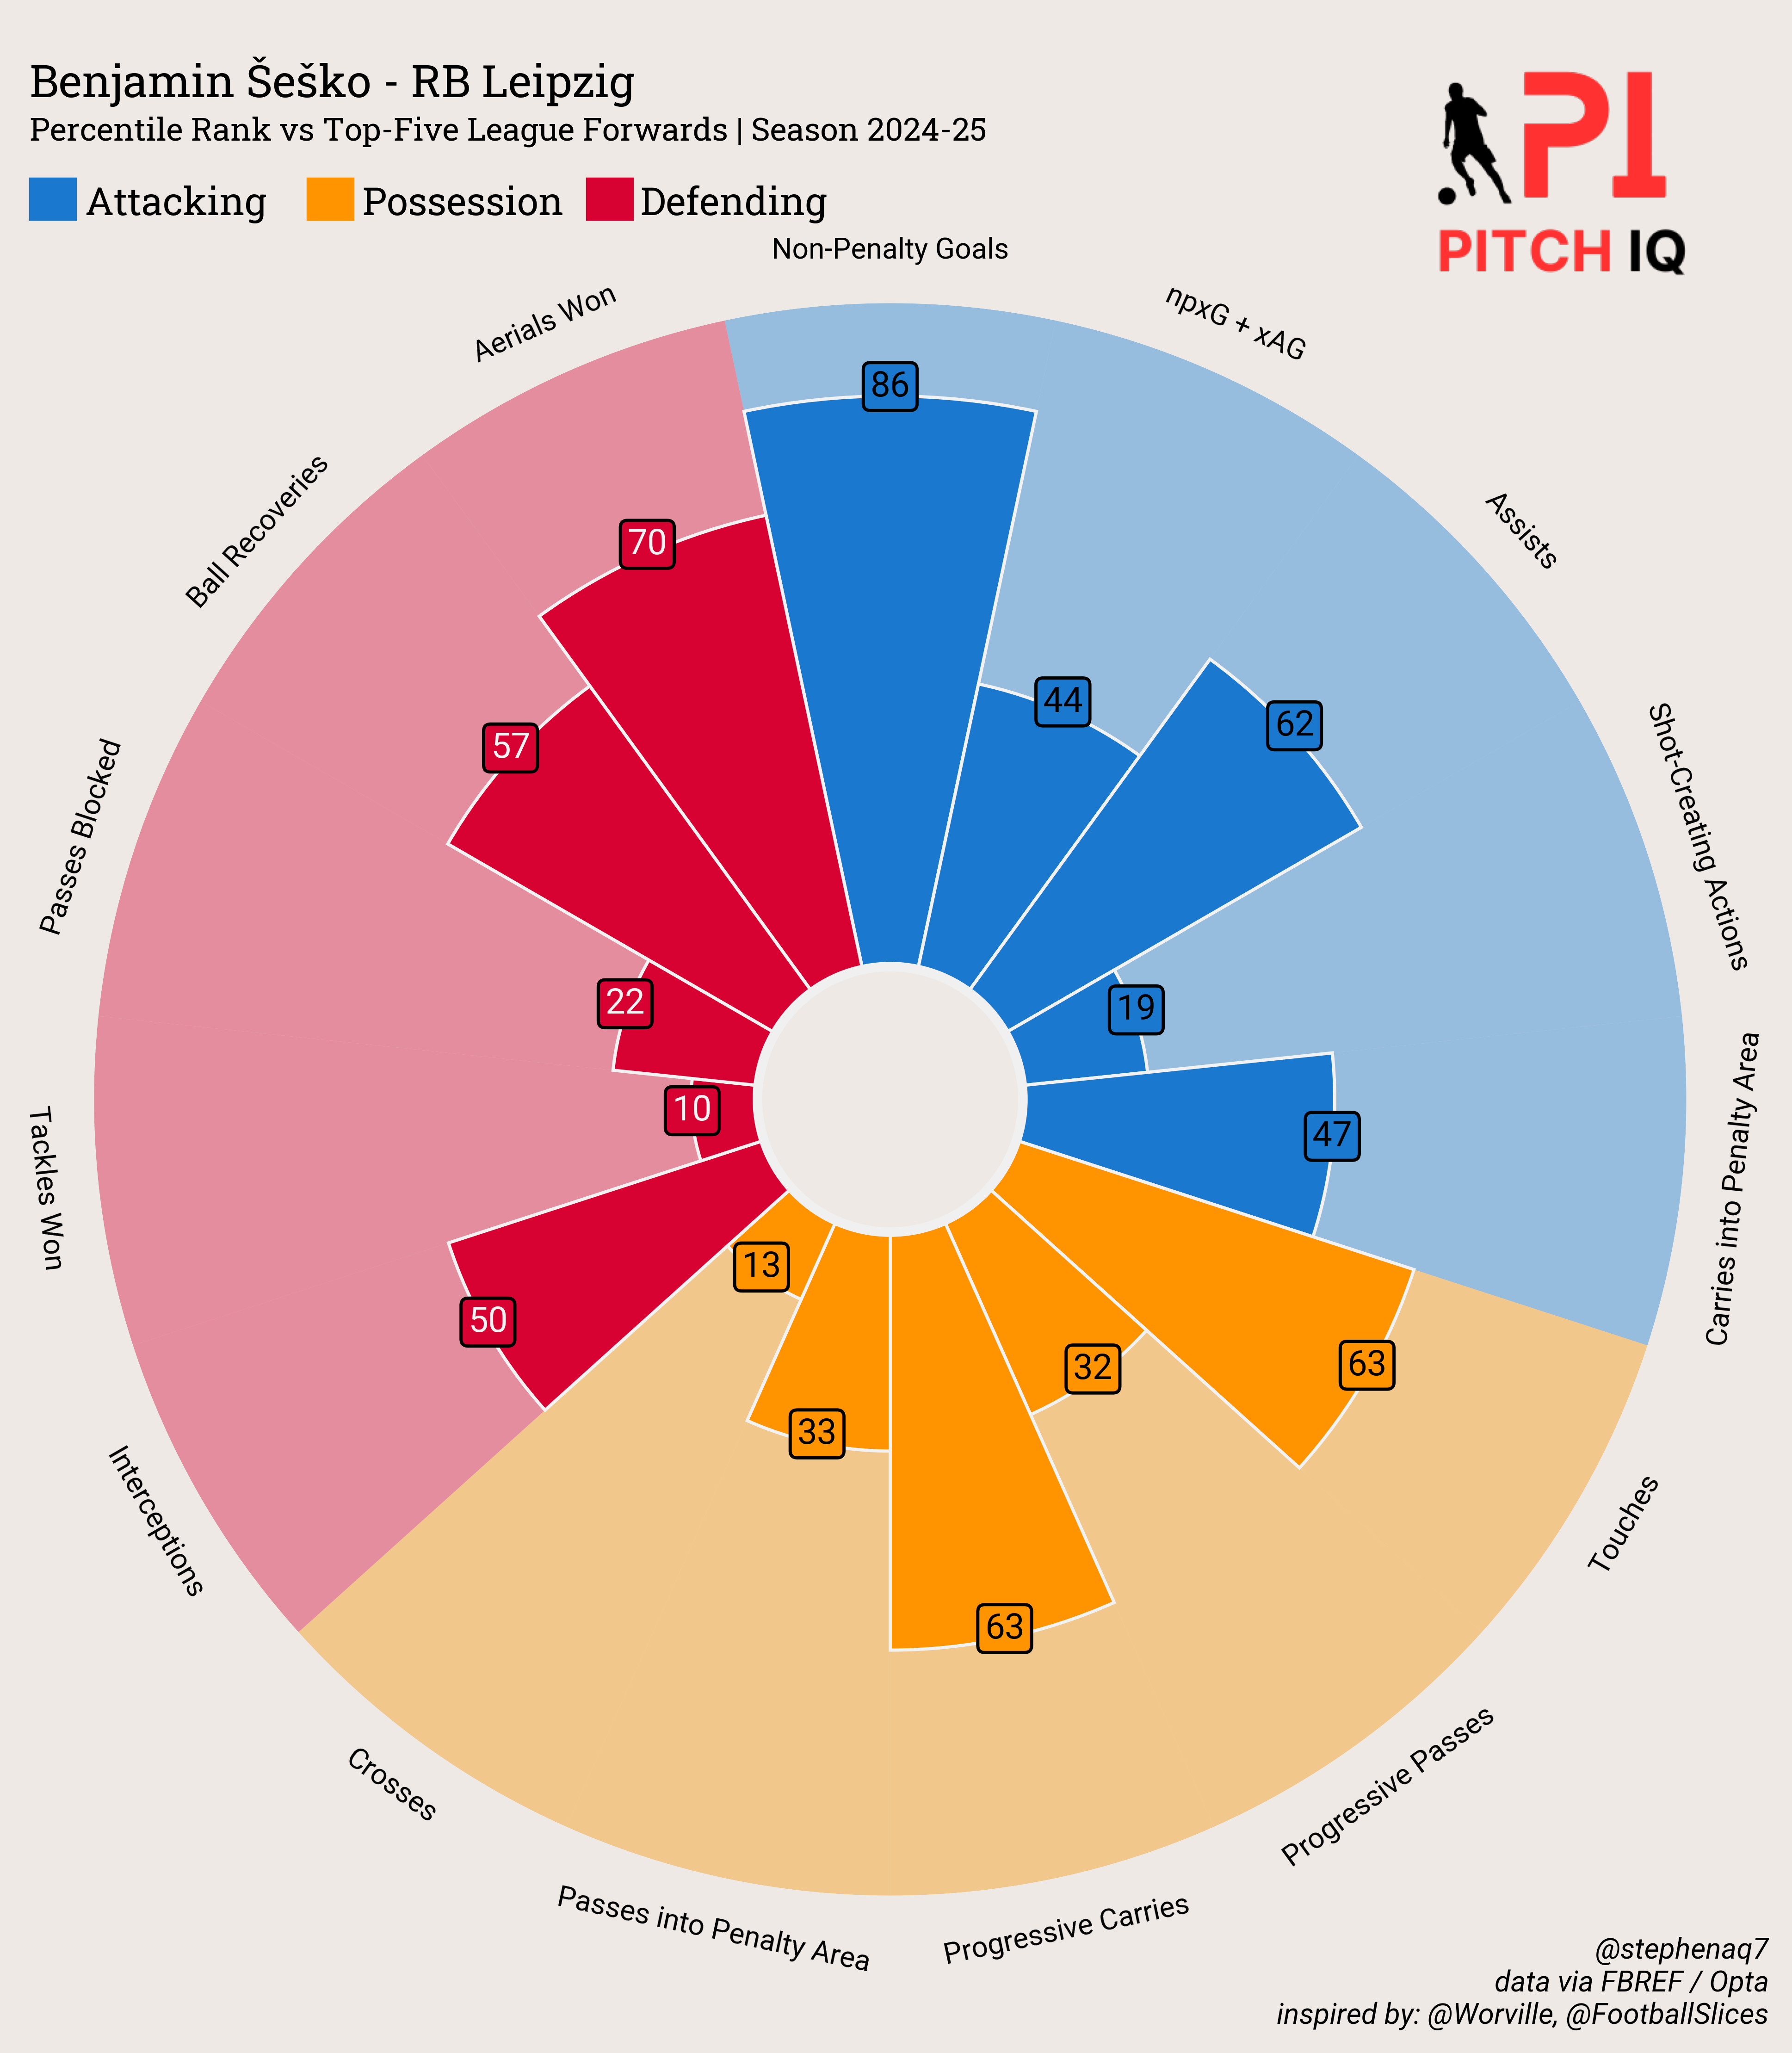 Benjamin Šeško - RB Leipzig
Percentile Rank vs Top-Five League Forwards | Season 2024-25
Attacking
Possession
Defending
PI
PITCH IQ
Non-Penalty Goals
npxG + xAG
Assists
Shot-Creating Actions
Carries into Penalty Area
Touches
Progressive Passes
Progressive Carries
Passes into Penalty Area
Crosses
Interceptions
Tackles Won
Passes Blocked
Ball Recoveries
Aerials Won
86
44
62
19
47
63
32
63
33
13
50
10
22
57
70
@stephenaq7
data via FBREF / Opta
inspired by: @Worville, @FootballSlices